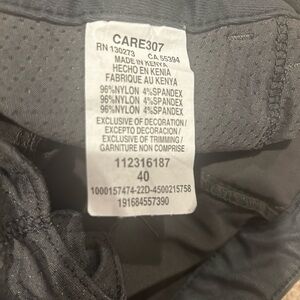 CARE307
RN 130273 CA 55394
MADE IN KENYA
HECHO EN KENIA
FABRIQUE AU KENYA
96%NYLON 4%SPANDEX
96%NYLON 4%SPANDEX
96%NYLON 4%SPANDEX
EXCLUSIVE OF DECORATION/
EXCEPTO DECORACION /
EXCLUSIVE OF TRIMMING /
GARNITURE NON COMPRISE
112316187
40
1000157474-22D-4500215758
191684557390